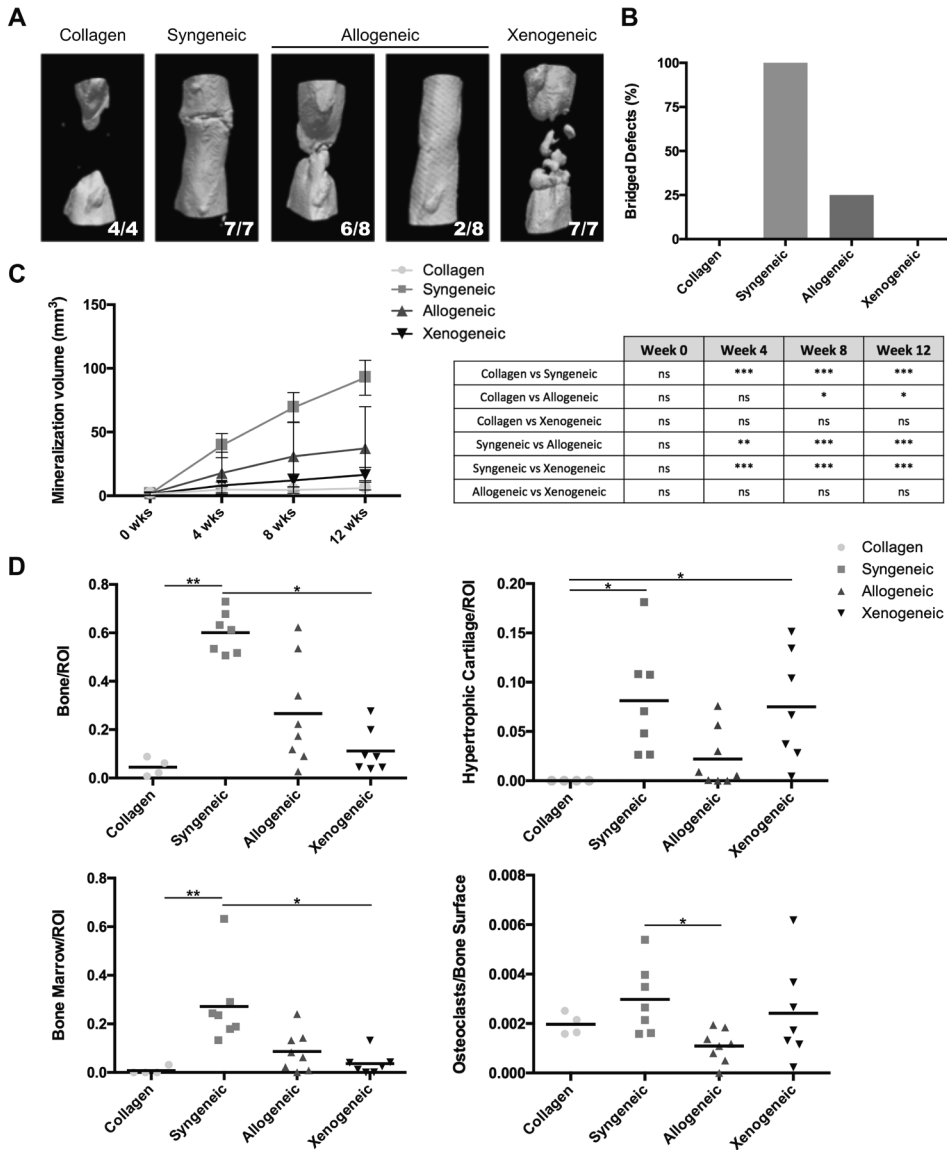 A
Collagen
Syngeneic
Allogeneic
Xenogeneic
4/4
7/7
6/8
2/8
7/7
B
Bridged Defects (%)
100
75
50
25
0
Collagen
Syngeneic
Allogeneic
Xenogeneic
C
Mineralization volume (mm³)
150
100
50
0
0 wks
4 wks
8 wks
12 wks
Collagen
Syngeneic
Allogeneic
Xenogeneic
Week 0 Week 4 Week 8 Week 12
Collagen vs Syngeneic ns *** *** ***
Collagen vs Allogeneic ns ns * *
Collagen vs Xenogeneic ns ns ns ns
Syngeneic vs Allogeneic ns ** *** ***
Syngeneic vs Xenogeneic ns *** *** ***
Allogeneic vs Xenogeneic ns ns ns ns
D
Bone/ROI
0.8
0.6
0.4
0.2
0.0
** *
Collagen
Syngeneic
Allogeneic
Xenogeneic
Hypertrophic Cartilage/ROI
0.20
0.15
0.10
0.05
0.00
* *
Collagen
Syngeneic
Allogeneic
Xenogeneic
Collagen
Syngeneic
Allogeneic
Xenogeneic
Bone Marrow/ROI
0.8
0.6
0.4
0.2
0.0
** *
Collagen
Syngeneic
Allogeneic
Xenogeneic
Osteoclasts/Bone Surface
0.008
0.006
0.004
0.002
0.000
*
Collagen
Syngeneic
Allogeneic
Xenogeneic